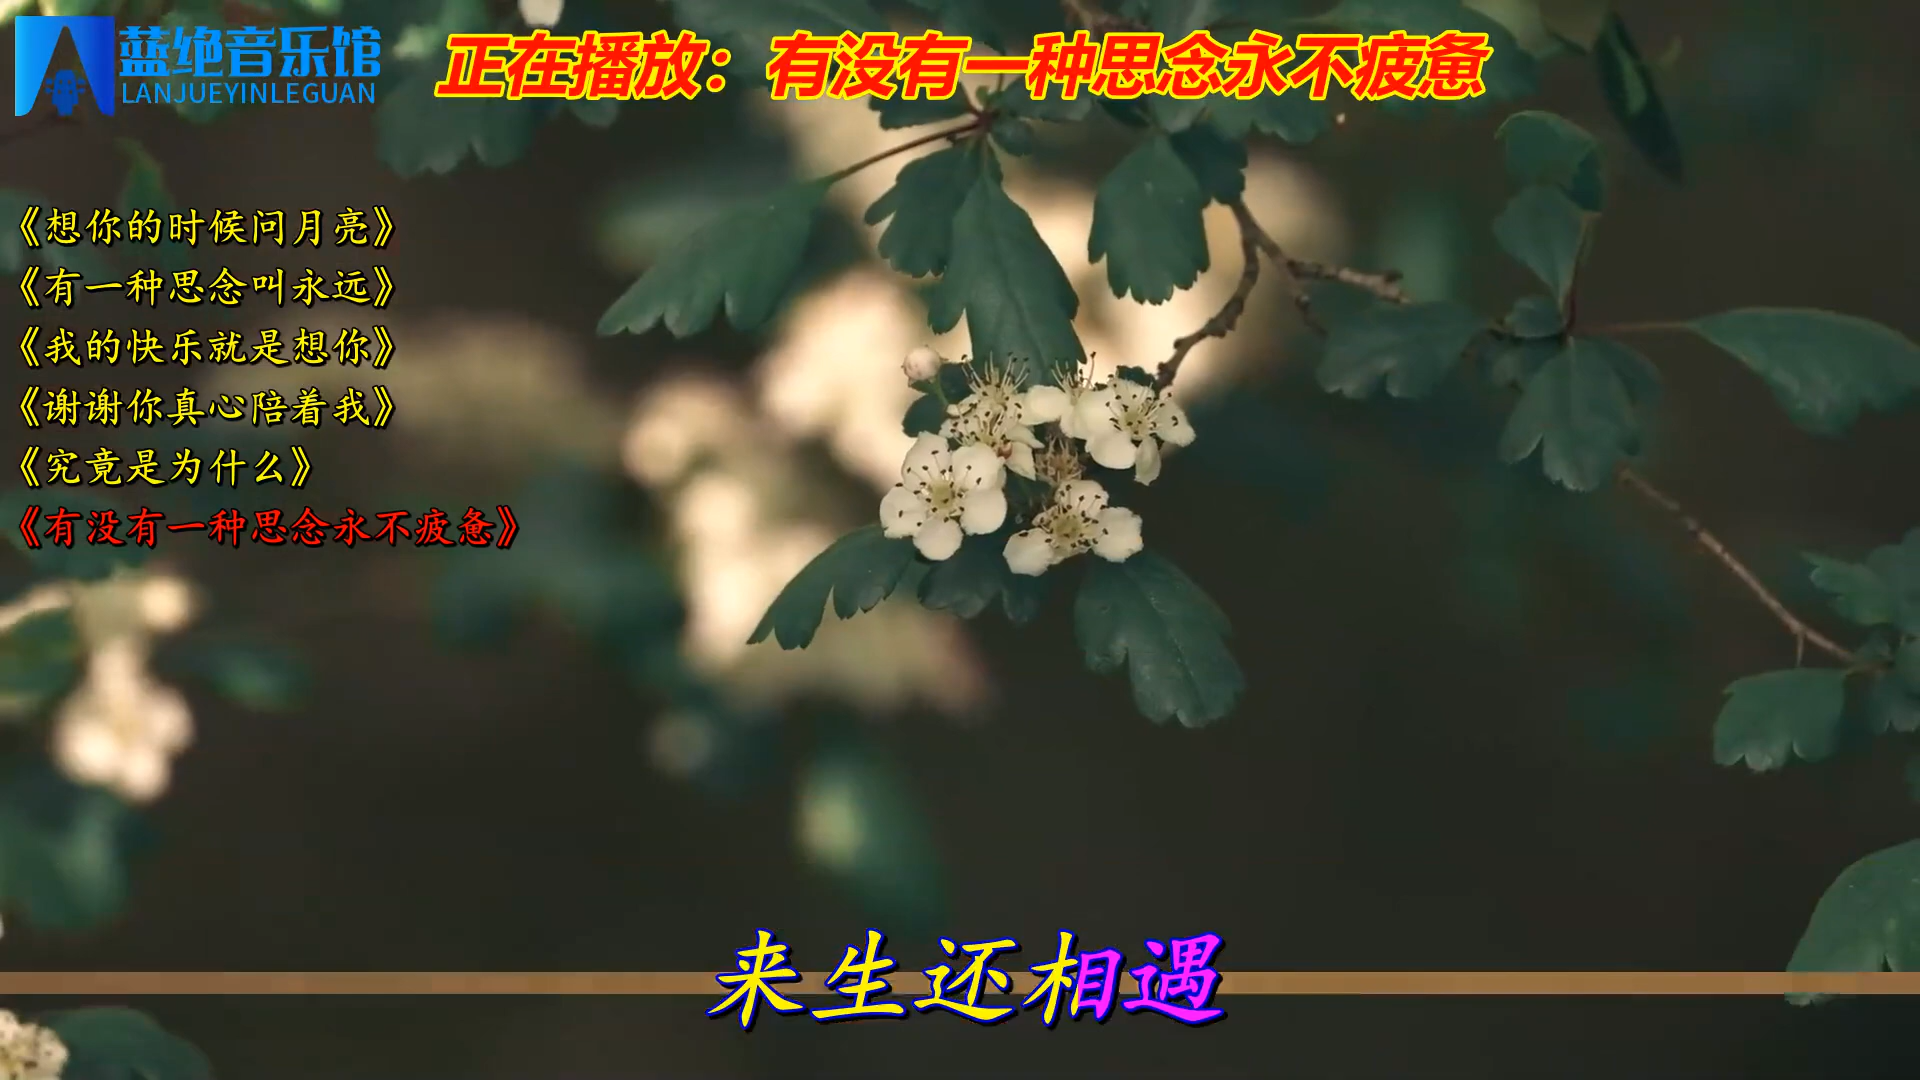 蓝绝音乐馆
LANJUEYINLEGUAN
正在播放：有没有一种思念永不疲惫
《想你的时候问月亮》
《有一种思念叫永远》
《我的快乐就是想你》
《谢谢你真心陪着我》
《究竟是为什么》
《有没有一种思念永不疲惫》
来生还相遇